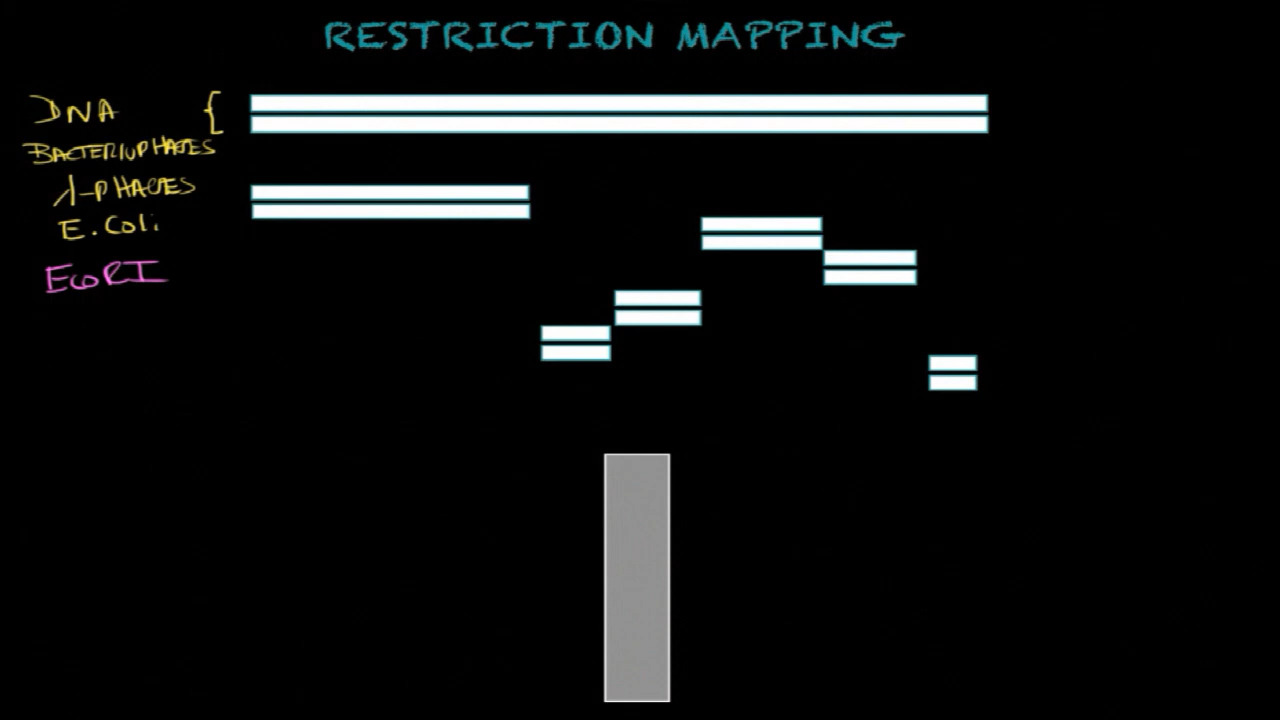 RESTRICTION MAPPING
DNA {
BACTERIOPHAGES
λ-PHAGES
E. Coli
EcoRI